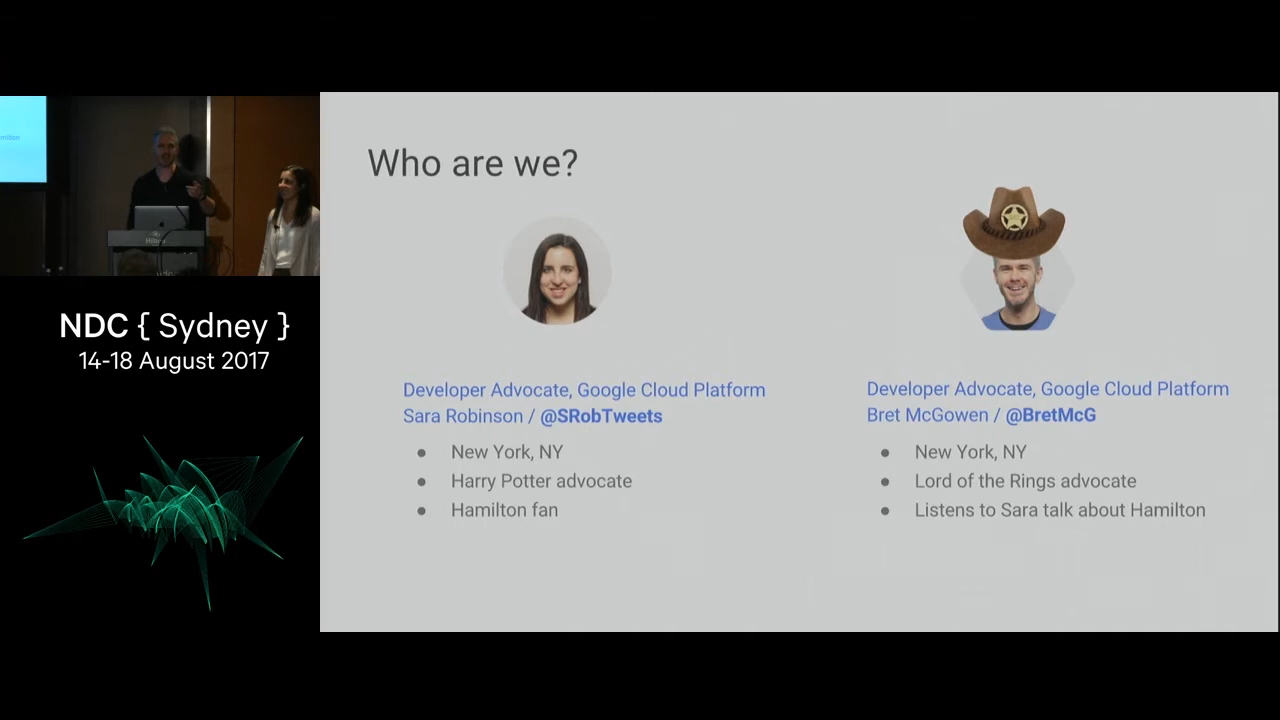 Who are we?
Developer Advocate, Google Cloud Platform
Sara Robinson / @SRobTweets
● New York, NY
● Harry Potter advocate
● Hamilton fan
Developer Advocate, Google Cloud Platform
Bret McGowen / @BretMcG
● New York, NY
● Lord of the Rings advocate
● Listens to Sara talk about Hamilton
NDC { Sydney }
14-18 August 2017
Hilton